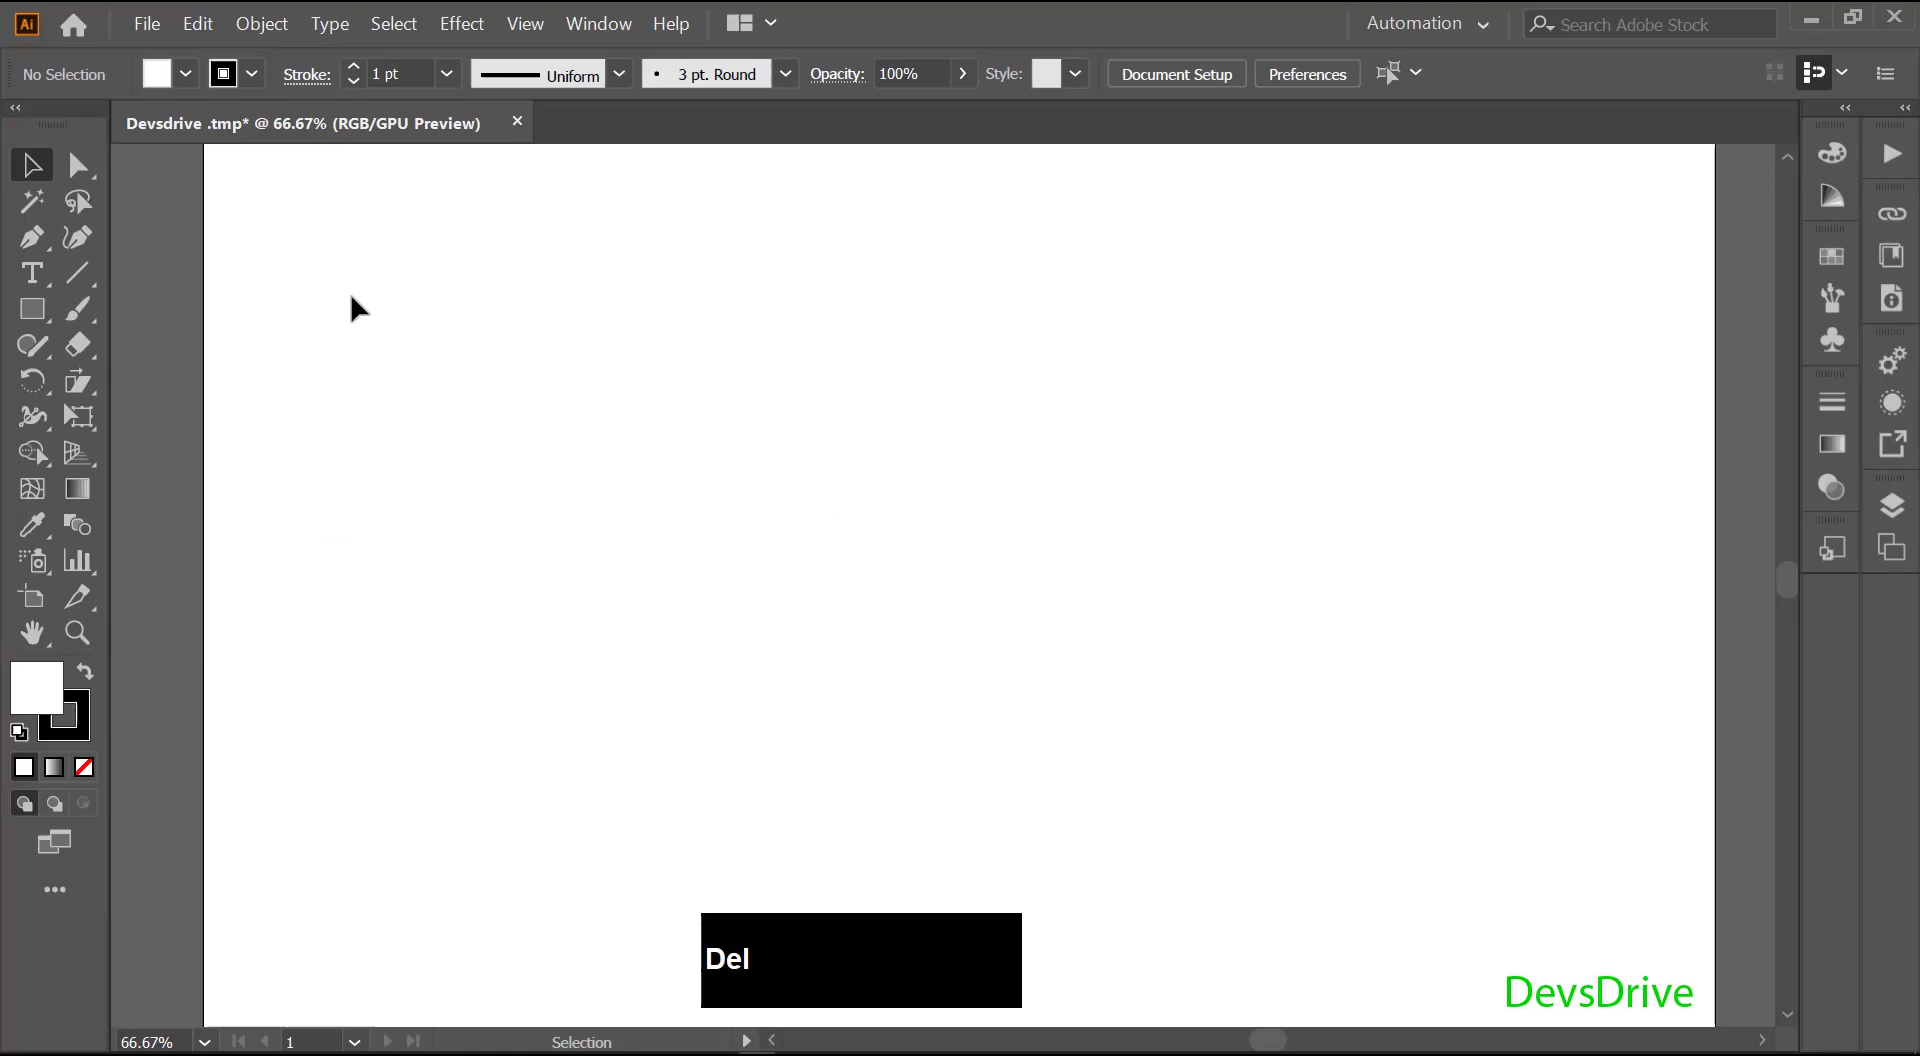 Ai File Edit Object Type Select Effect View Window Help Automation Search Adobe Stock
No Selection Stroke: 1 pt Uniform 3 pt. Round Opacity: 100% Style: Document Setup Preferences
Devsdrive .tmp* @ 66.67% (RGB/GPU Preview)
Del
DevsDrive
66.67% 1 Selection